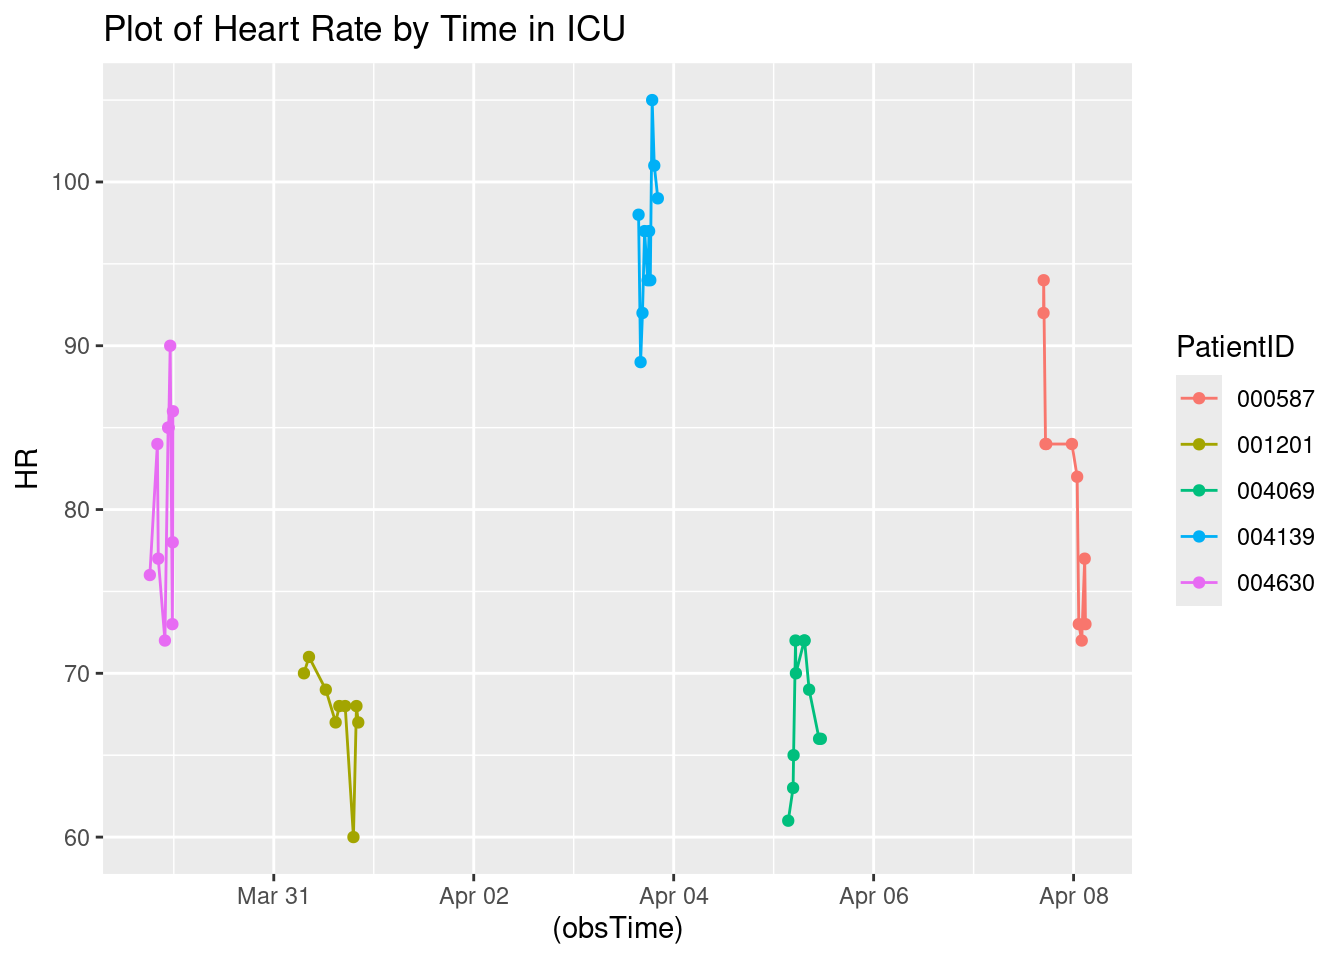 Plot of Heart Rate by Time in ICU
100
90
80
70
60
HR
Mar 31
Apr 02
Apr 04
Apr 06
Apr 08
(obsTime)
PatientID
000587
001201
004069
004139
004630